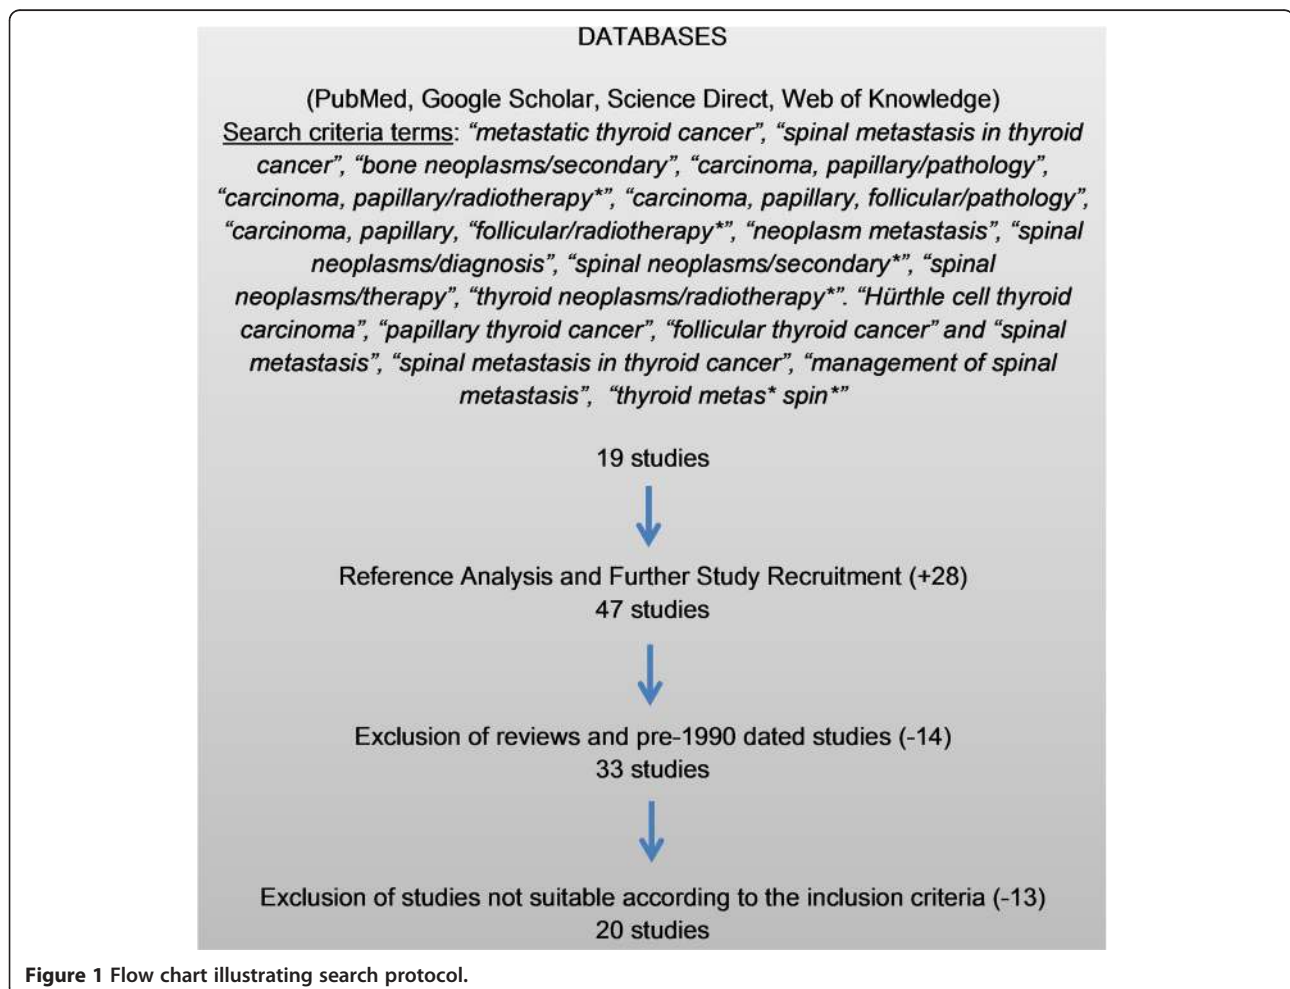 DATABASES
(PubMed, Google Scholar, Science Direct, Web of Knowledge)
Search criteria terms: “metastatic thyroid cancer”, “spinal metastasis in thyroid
cancer”, “bone neoplasms/secondary”, “carcinoma, papillary/pathology”,
“carcinoma, papillary/radiotherapy*”, “carcinoma, papillary, follicular/pathology”,
“carcinoma, papillary, “follicular/radiotherapy*”, “neoplasm metastasis”, “spinal
neoplasms/diagnosis”, “spinal neoplasms/secondary*”, “spinal
neoplasms/therapy”, “thyroid neoplasms/radiotherapy*”. “Hürthle cell thyroid
carcinoma”, “papillary thyroid cancer”, “follicular thyroid cancer” and “spinal
metastasis”, “spinal metastasis in thyroid cancer”, “management of spinal
metastasis”, “thyroid metas* spin*”
19 studies
Reference Analysis and Further Study Recruitment (+28)
47 studies
Exclusion of reviews and pre-1990 dated studies (-14)
33 studies
Exclusion of studies not suitable according to the inclusion criteria (-13)
20 studies
Figure 1 Flow chart illustrating search protocol.